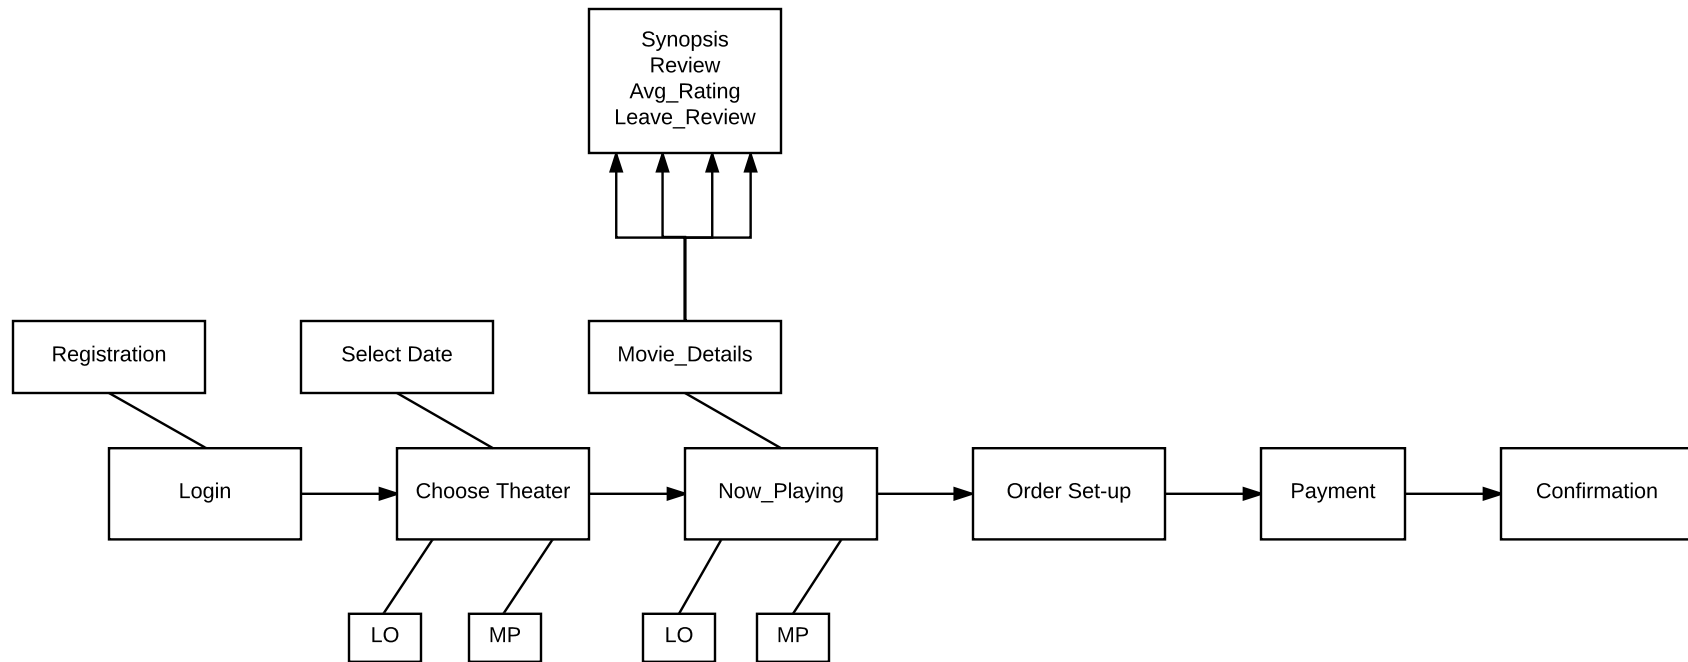 Synopsis
Review
Avg_Rating
Leave_Review
Registration
Select Date
Movie_Details
Login
Choose Theater
Now_Playing
Order Set-up
Payment
Confirmation
LO
MP
LO
MP